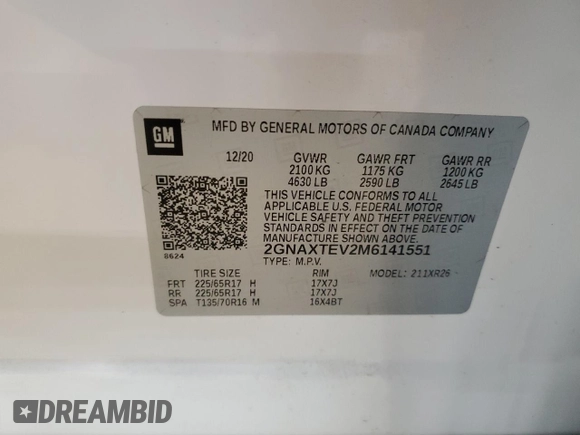 GM
MFD BY GENERAL MOTORS OF CANADA COMPANY
12/20 GVWR GAWR FRT GAWR RR
2100 KG 1175 KG 1200 KG
4630 LB 2590 LB 2645 LB
THIS VEHICLE CONFORMS TO ALL
APPLICABLE U.S. FEDERAL MOTOR
VEHICLE SAFETY AND THEFT PREVENTION
STANDARDS IN EFFECT ON THE DATE OF
MANUFACTURE SHOWN ABOVE.
2GNAXTEV2M6141551
8624
TYPE: M.P.V. MODEL: 211XR26
TIRE SIZE RIM
FRT 225/65R17 H 17X7J
RR 225/65R17 H 17X7J
SPA T135/70R16 M 16X4BT
DREAMBID